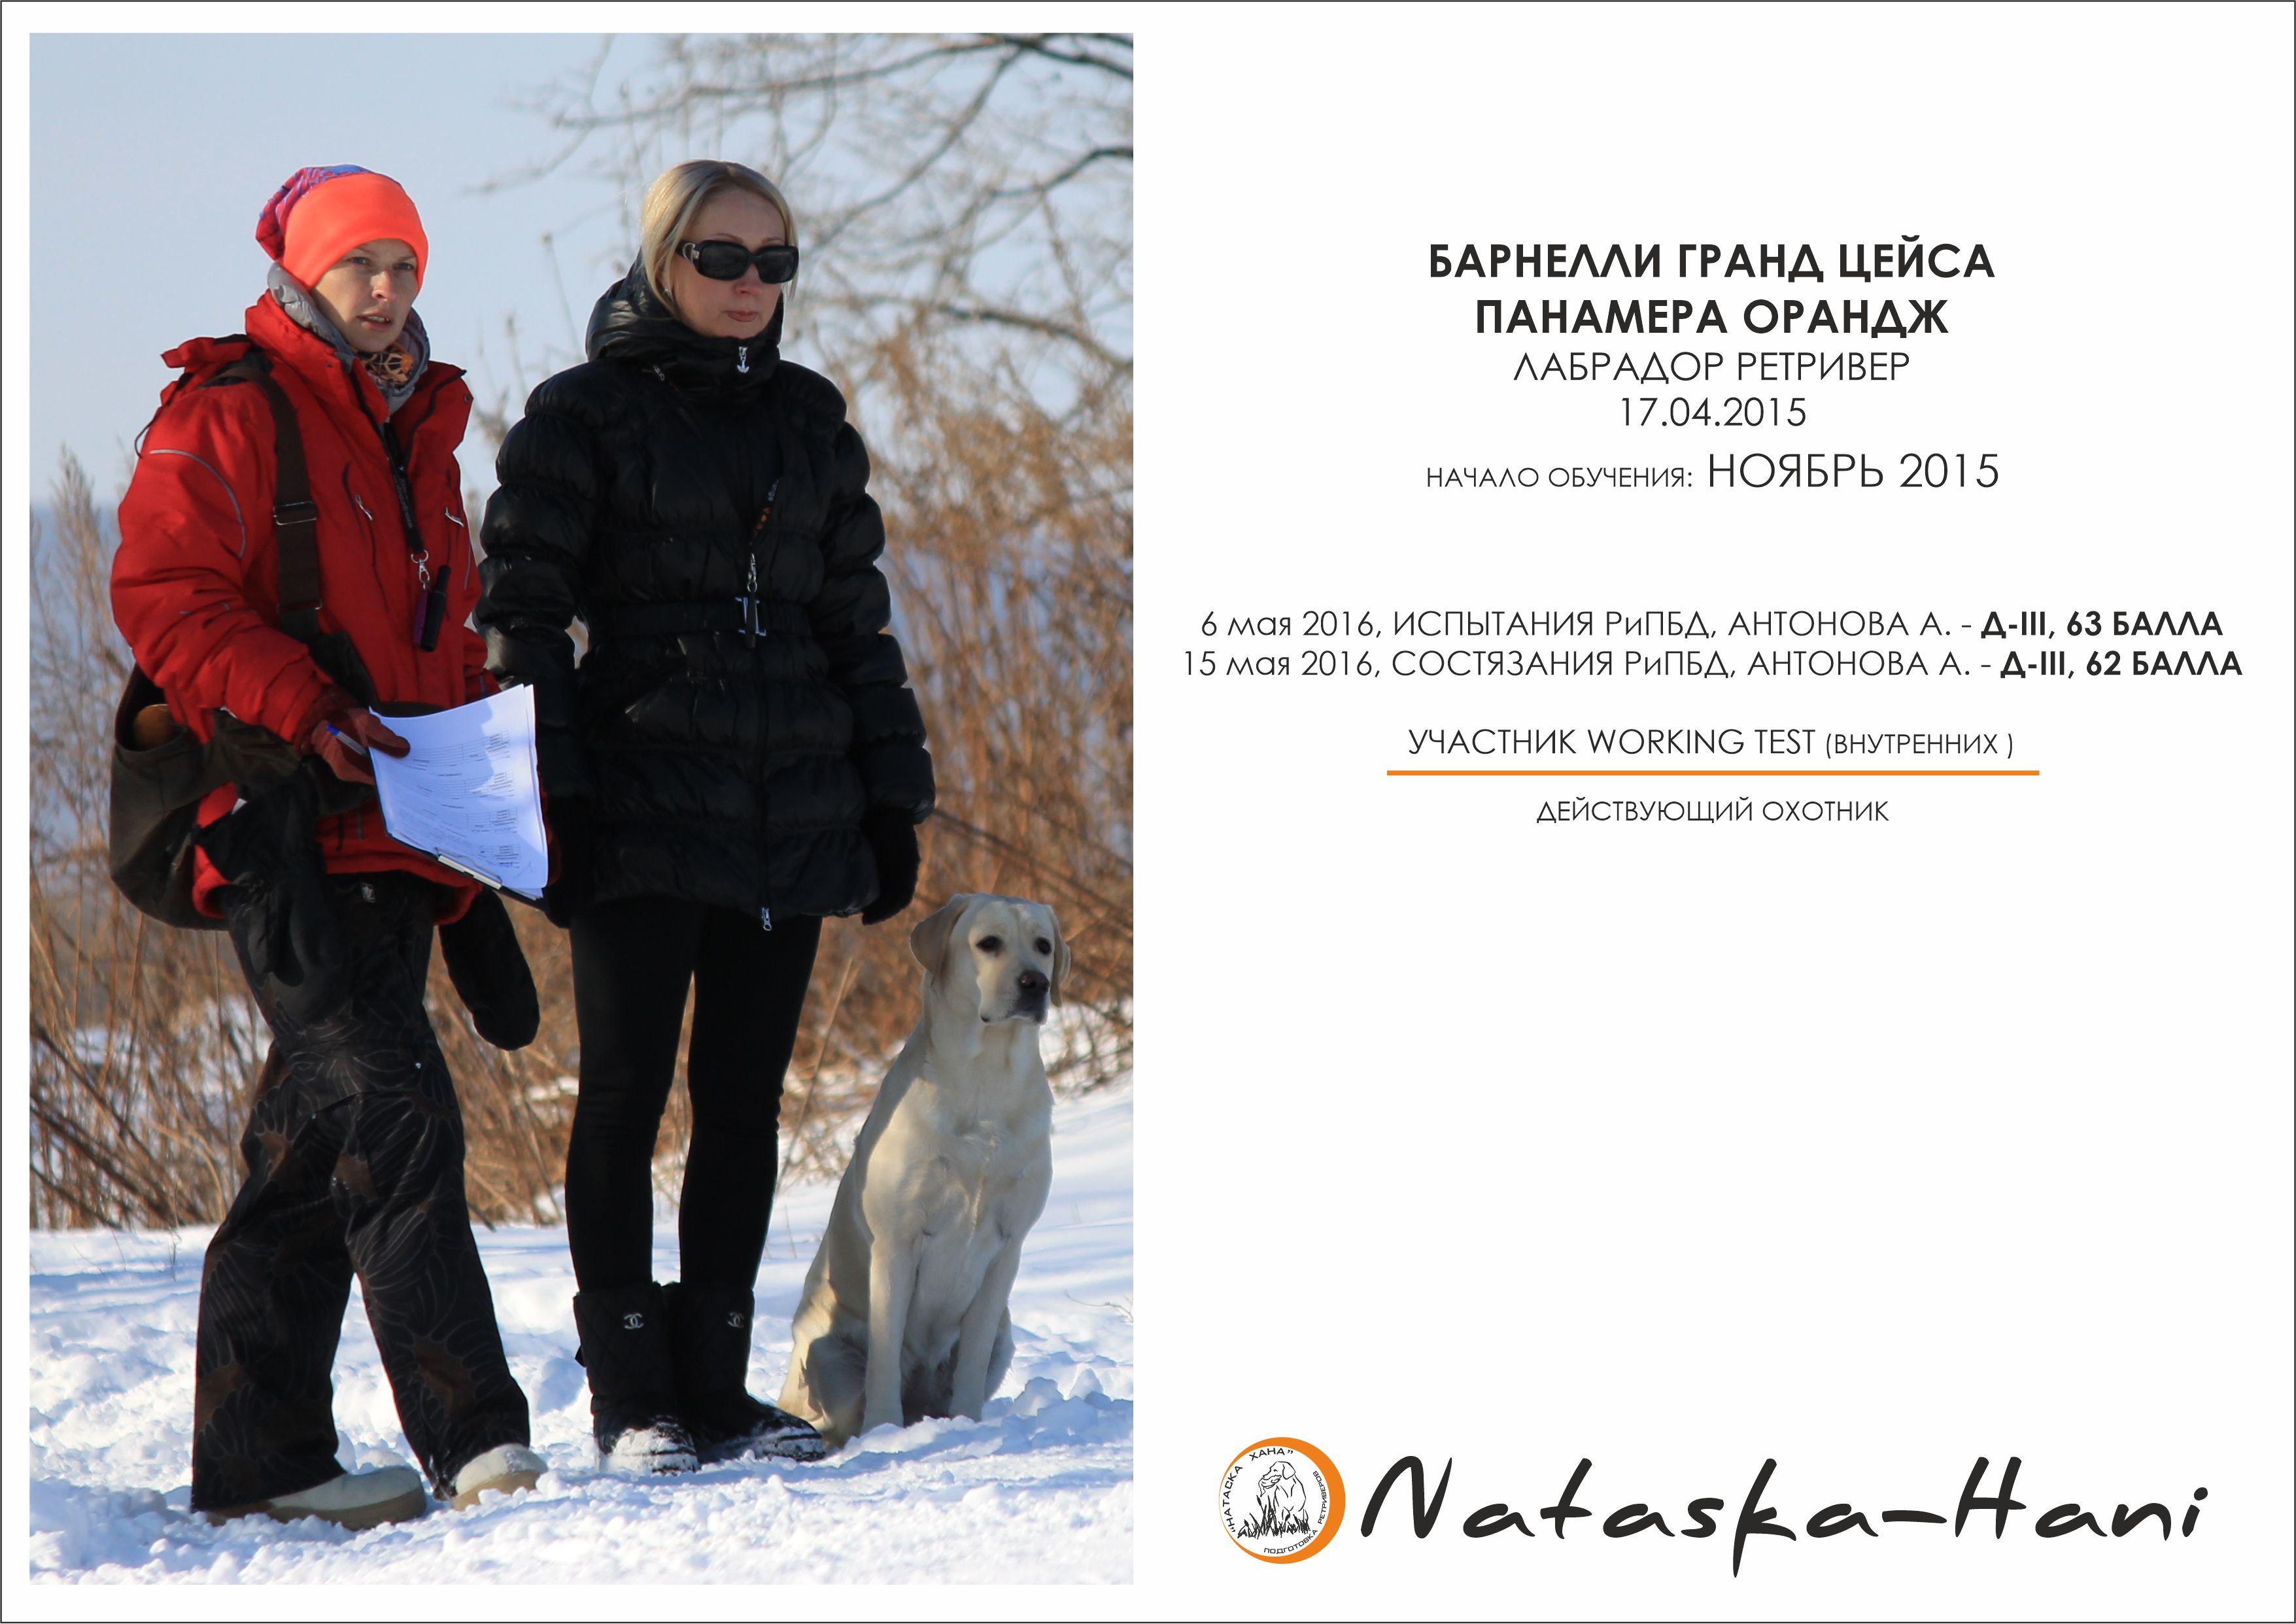 БАРНЕЛЛИ ГРАНД ЦЕЙСА
ПАНАМЕРА ОРАНДЖ
ЛАБРАДОР РЕТРИВЕР
17.04.2015
НАЧАЛО ОБУЧЕНИЯ: НОЯБРЬ 2015
6 мая 2016, ИСПЫТАНИЯ РиПБД, АНТОНОВА А. - Д-III, 63 БАЛЛА
15 мая 2016, СОСТЯЗАНИЯ РиПБД, АНТОНОВА А. - Д-III, 62 БАЛЛА
УЧАСТНИК WORKING TEST (ВНУТРЕННИХ )
ДЕЙСТВУЮЩИЙ ОХОТНИК
"НАТАСКА ХАНА"
ПОДГОТОВКА РЕТРИВЕРОВ
Nataska-Hani